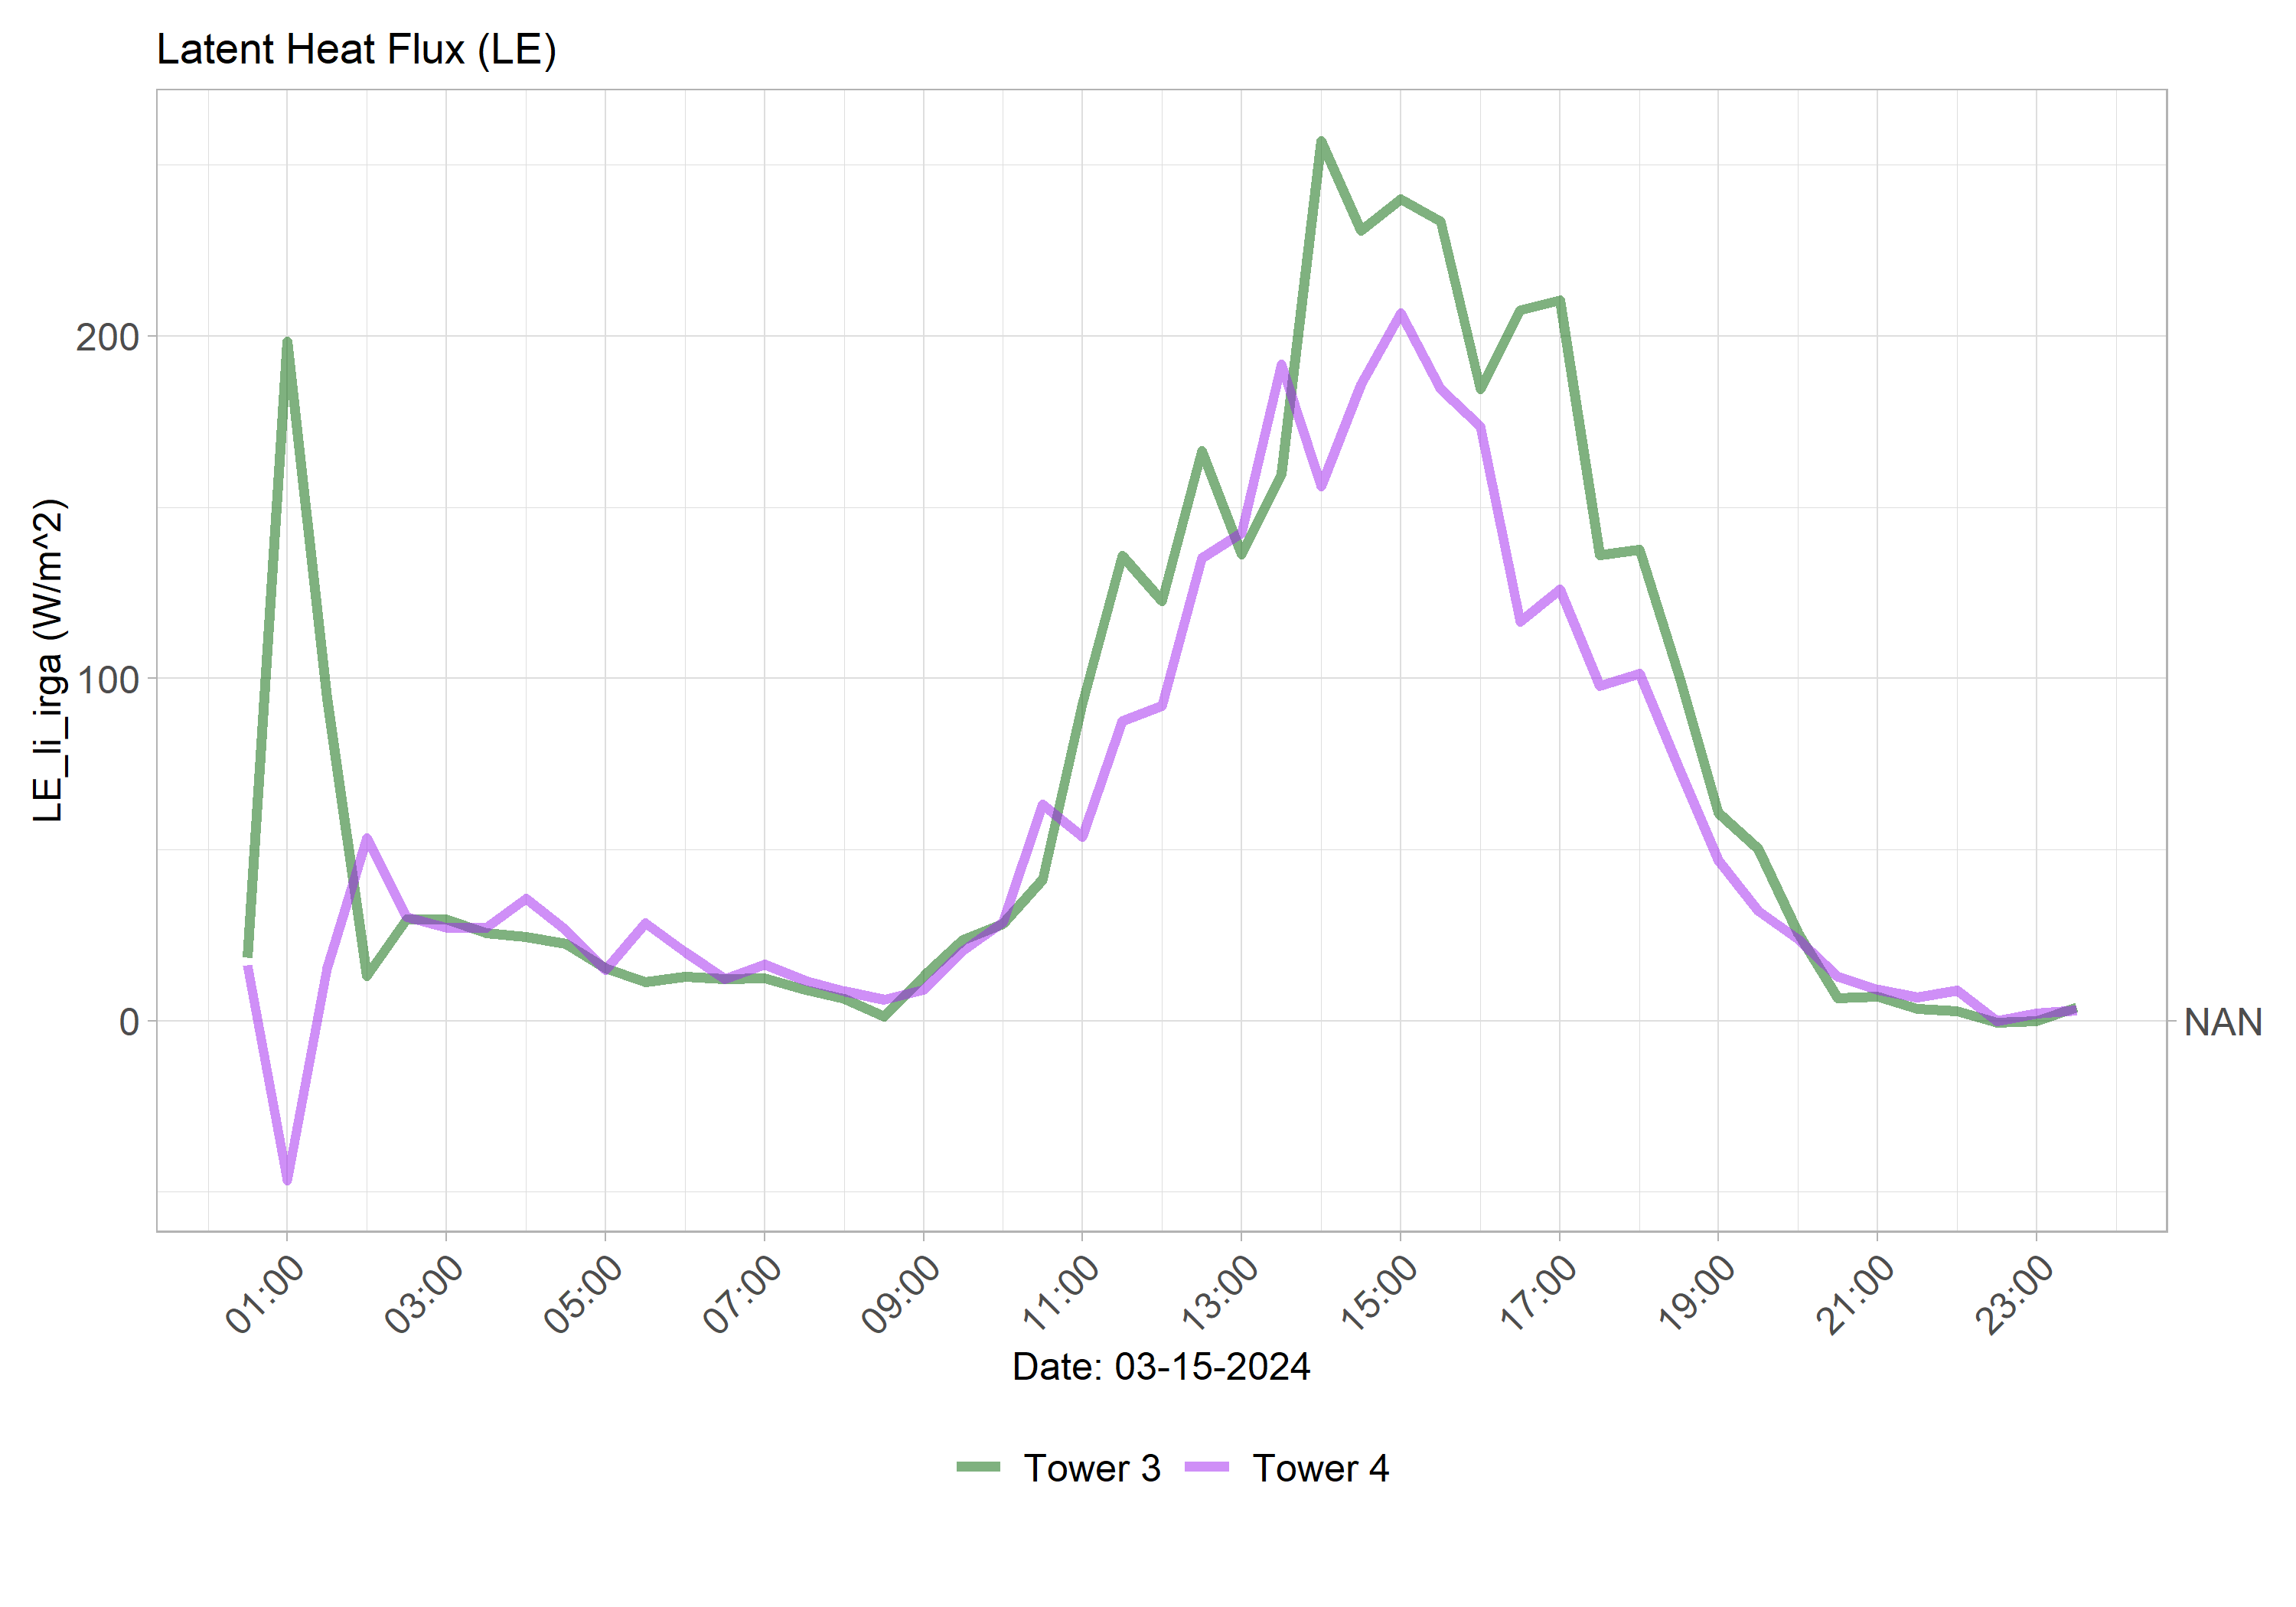 Latent Heat Flux (LE)
LE_li_irga (W/m^2)
200
100
0
NAN
01:00 03:00 05:00 07:00 09:00 11:00 13:00 15:00 17:00 19:00 21:00 23:00
Date: 03-15-2024
Tower 3 Tower 4